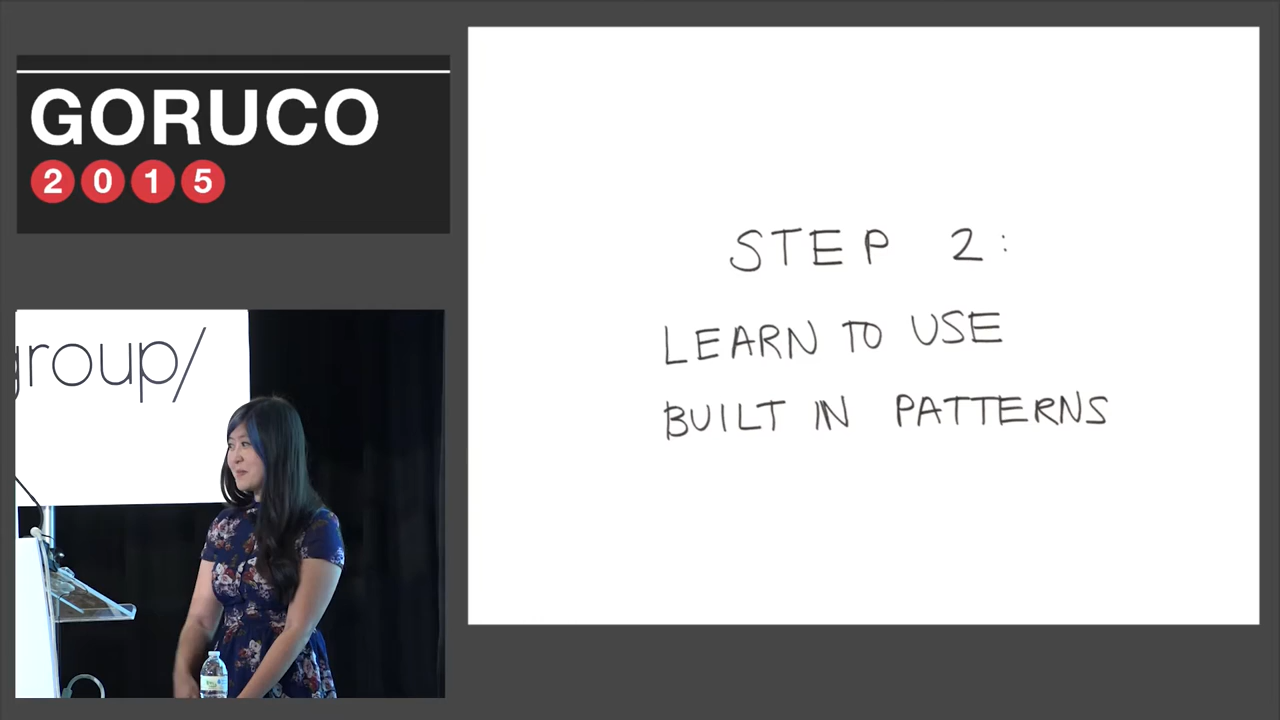 GORUCO
2015
group/
STEP 2:
LEARN TO USE
BUILT IN PATTERNS